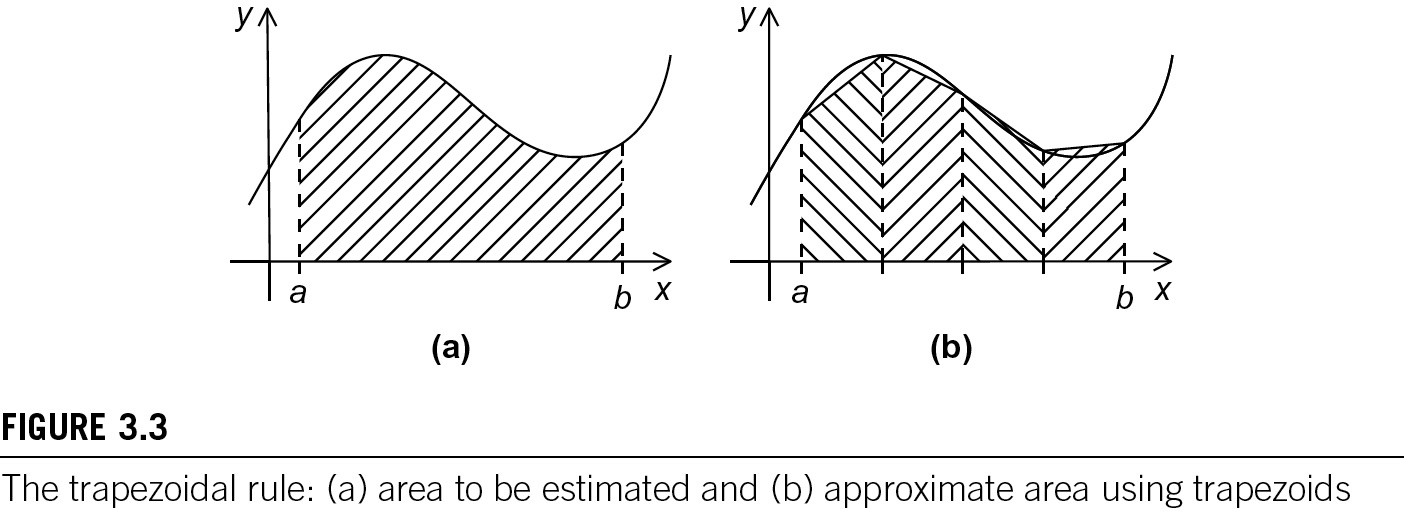 y y
a b x a b x
(a) (b)
FIGURE 3.3
The trapezoidal rule: (a) area to be estimated and (b) approximate area using trapezoids